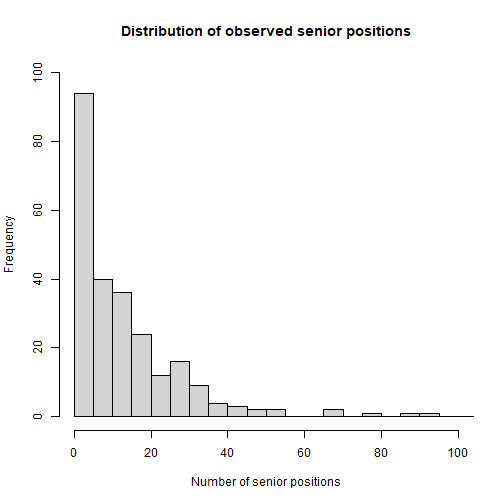 Distribution of observed senior positions
Frequency
100
80
60
40
20
0
0 20 40 60 80 100
Number of senior positions